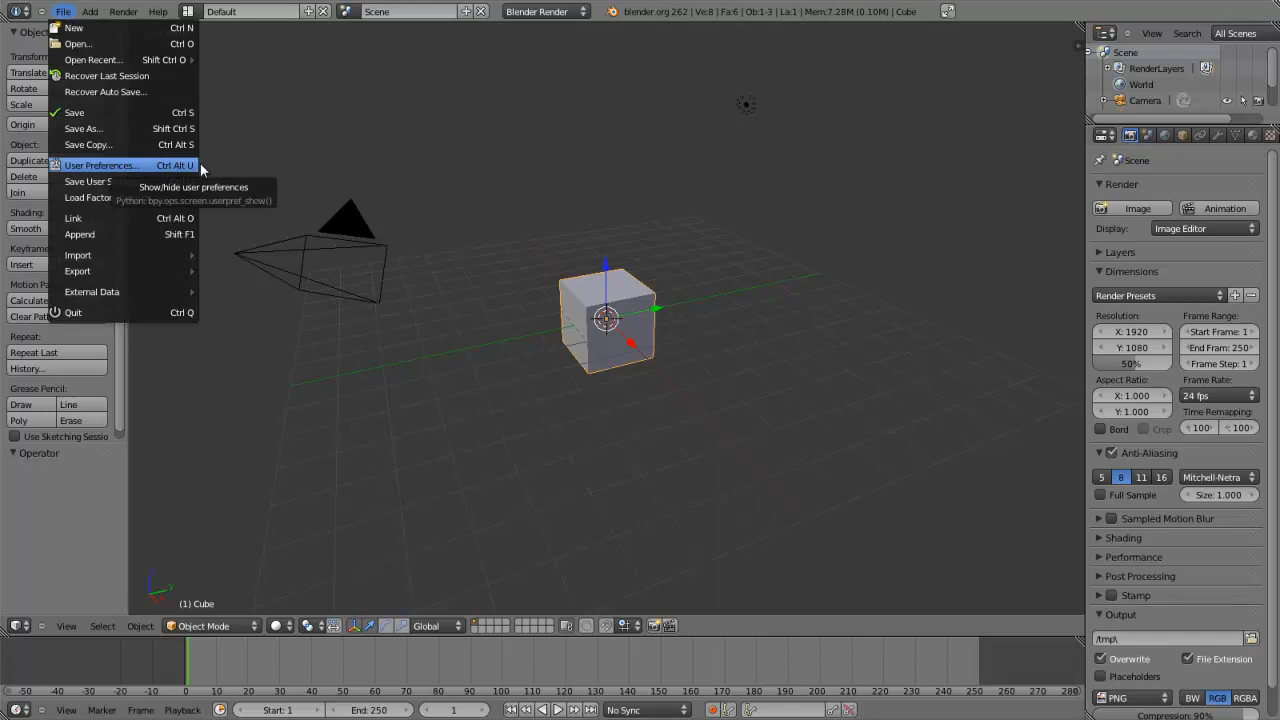 File Add Render Help Default Scene Blender Render blender.org 262 | Ve:8 | Fa:6 | Ob:1-3 | La:1 | Mem:7.28M (0.10M) | Cube
New Ctrl N
Open... Ctrl O
Open Recent... Shift Ctrl O
Recover Last Session
Recover Auto Save...
Save Ctrl S
Save As... Shift Ctrl S
Save Copy... Ctrl Alt S
User Preferences... Ctrl Alt U
Save User S
Load Factor
Link Ctrl Alt O
Append Shift F1
Import
Export
External Data
Quit Ctrl Q
Show/hide user preferences
Python: bpy.ops.screen.userpref_show()
Obje
Transform
Translate
Rotate
Scale
Origin
Object:
Duplicate
Delete
Join
Shading:
Smooth
Keyframe
Insert
Motion Pa
Calculate
Clear Pat
Repeat:
Repeat Last
History...
Grease Pencil:
Draw Line
Poly Erase
Use Sketching Sessio
Operator
(1) Cube
View Select Object Object Mode Global
-50 -40 -30 -20 -10 0 10 20 30 40 50 60 70 80 90 100 110 120 130 140 150 160 170 180 190 200 210 220 230 240 250 260 270 280
View Marker Frame Playback Start: 1 End: 250 1 No Sync
View Search All Scenes
Scene
RenderLayers
World
Camera
Scene
Render
Image Animation
Display: Image Editor
Layers
Dimensions
Render Presets
Resolution: Frame Range:
X: 1920 Start Frame: 1
Y: 1080 End Fram: 250
50% Frame Step: 1
Aspect Ratio: Frame Rate:
X: 1.000 24 fps
Y: 1.000 Time Remapping:
Bord Crop 100 100
Anti-Aliasing
5 8 11 16 Mitchell-Netra
Full Sample Size: 1.000
Sampled Motion Blur
Shading
Performance
Post Processing
Stamp
Output
/tmp\
Overwrite File Extension
Placeholders
PNG BW RGB RGBA
Compression: 90%